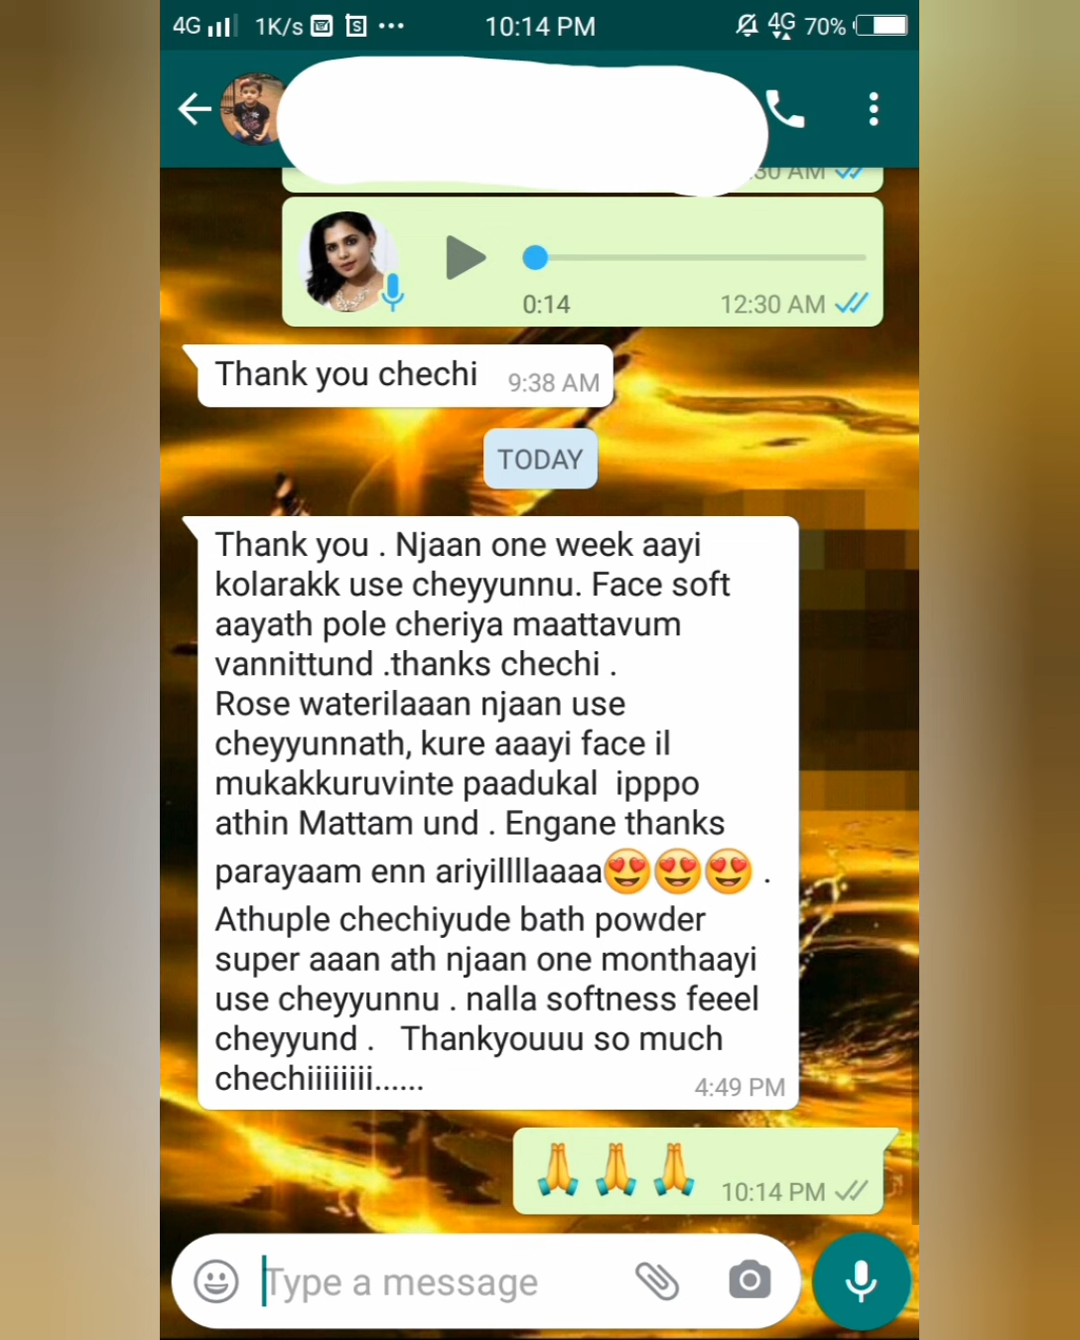 4G 1K/s 10:14 PM 4G 70%
:30 AM
0:14 12:30 AM
Thank you chechi 9:38 AM
TODAY
Thank you . Njaan one week aayi
kolarakk use cheyyunnu. Face soft
aayath pole cheriya maattavum
vannittund .thanks chechi .
Rose waterilaaan njaan use
cheyyunnath, kure aaayi face il
mukakkuruvinte paadukal  ipppo
athin Mattam und . Engane thanks
parayaam enn ariyillllaaaa😍😍😍 .
Athuple chechiyude bath powder
super aaan ath njaan one monthaayi
use cheyyunnu . nalla softness feeel
cheyyund .   Thankyouuu so much
chechiiiiiiiii......
4:49 PM
🙏🙏🙏 10:14 PM
Type a message